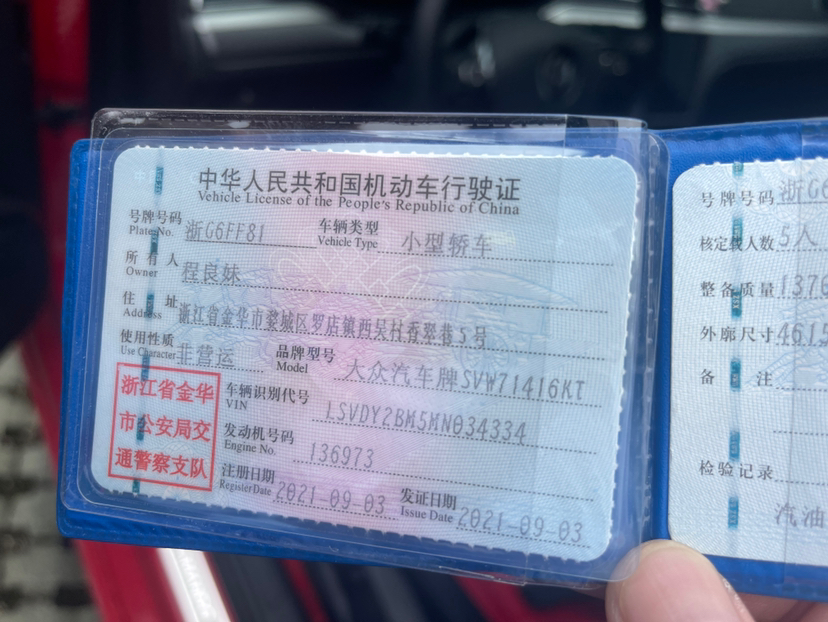 中华人民共和国机动车行驶证
Vehicle License of the People's Republic of China
号牌号码 浙G6FF81 车辆类型 小型轿车
Plate No. Vehicle Type
所有人 程良妹
Owner
住址 浙江省金华市婺城区罗店镇西吴村香翠巷5号
Address
使用性质 非营运 品牌型号 大众汽车牌SVW71416KT
Use Character Model
浙江省金华
市公安局交
通警察支队
车辆识别代号 LSVDY2BM5MN034334
VIN
发动机号码 136973
Engine No.
注册日期 2021-09-03 发证日期 2021-09-03
Register Date Issue Date
号牌号码 浙G6
核定载人数 5人
整备质量 1376
外廓尺寸 4615
备注
检验记录
汽油